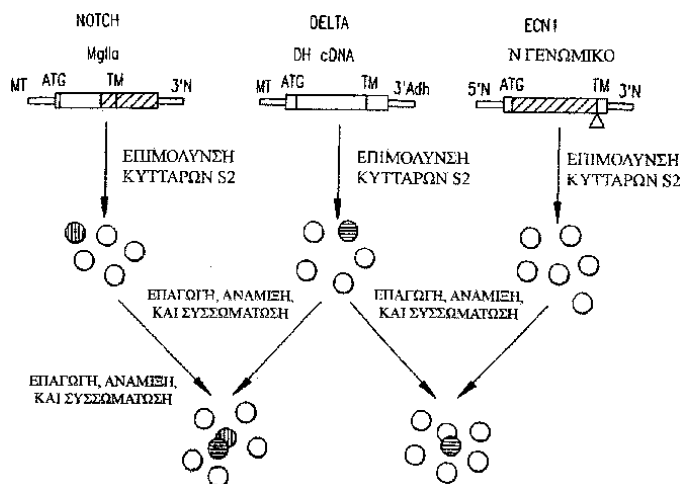 NOTCH
MgIIa
MT ATG TM 3'N
DELTA
DH cDNA
MT ATG TM 3'Adh
ECN1
Ν ΓΕΝΩΜΙΚΟ
5'N ATG TM 3'N
ΕΠΙΜΟΛΥΝΣΗ
ΚΥΤΤΑΡΩΝ S2
ΕΠΙΜΟΛΥΝΣΗ
ΚΥΤΤΑΡΩΝ S2
ΕΠΙΜΟΛΥΝΣΗ
ΚΥΤΤΑΡΩΝ S2
ΕΠΑΓΩΓΗ, ΑΝΑΜΙΞΗ,
ΚΑΙ ΣΥΣΣΩΜΑΤΩΣΗ
ΕΠΑΓΩΓΗ, ΑΝΑΜΙΞΗ,
ΚΑΙ ΣΥΣΣΩΜΑΤΩΣΗ
ΕΠΑΓΩΓΗ, ΑΝΑΜΙΞΗ,
ΚΑΙ ΣΥΣΣΩΜΑΤΩΣΗ